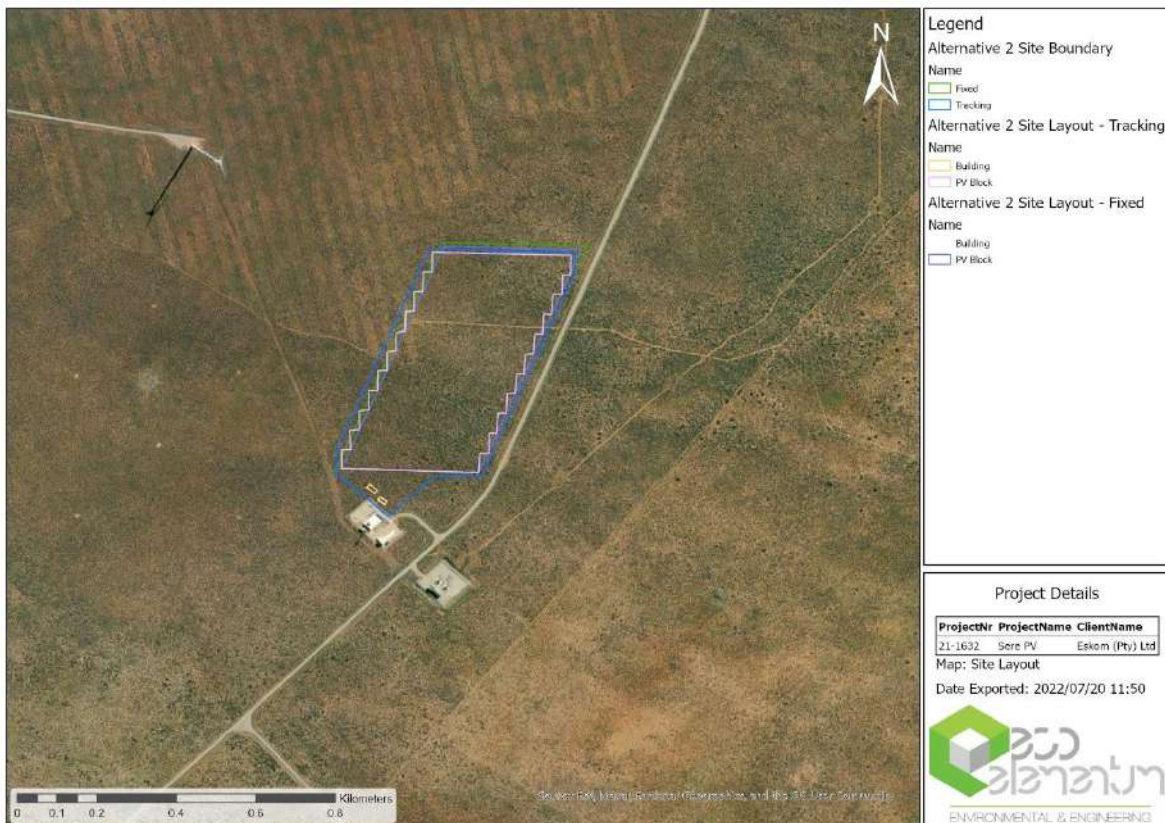 N
Legend
Alternative 2 Site Boundary
Name
Fixed
Tracking
Alternative 2 Site Layout - Tracking
Name
Building
PV Block
Alternative 2 Site Layout - Fixed
Name
Building
PV Block
Project Details
ProjectNr ProjectName ClientName
21-1632 Sere PV Eskom (Pty) Ltd
Map: Site Layout
Date Exported: 2022/07/20 11:50
eco
elementum
ENVIRONMENTAL & ENGINEERING
Kilometers
0 0.1 0.2 0.4 0.6 0.8